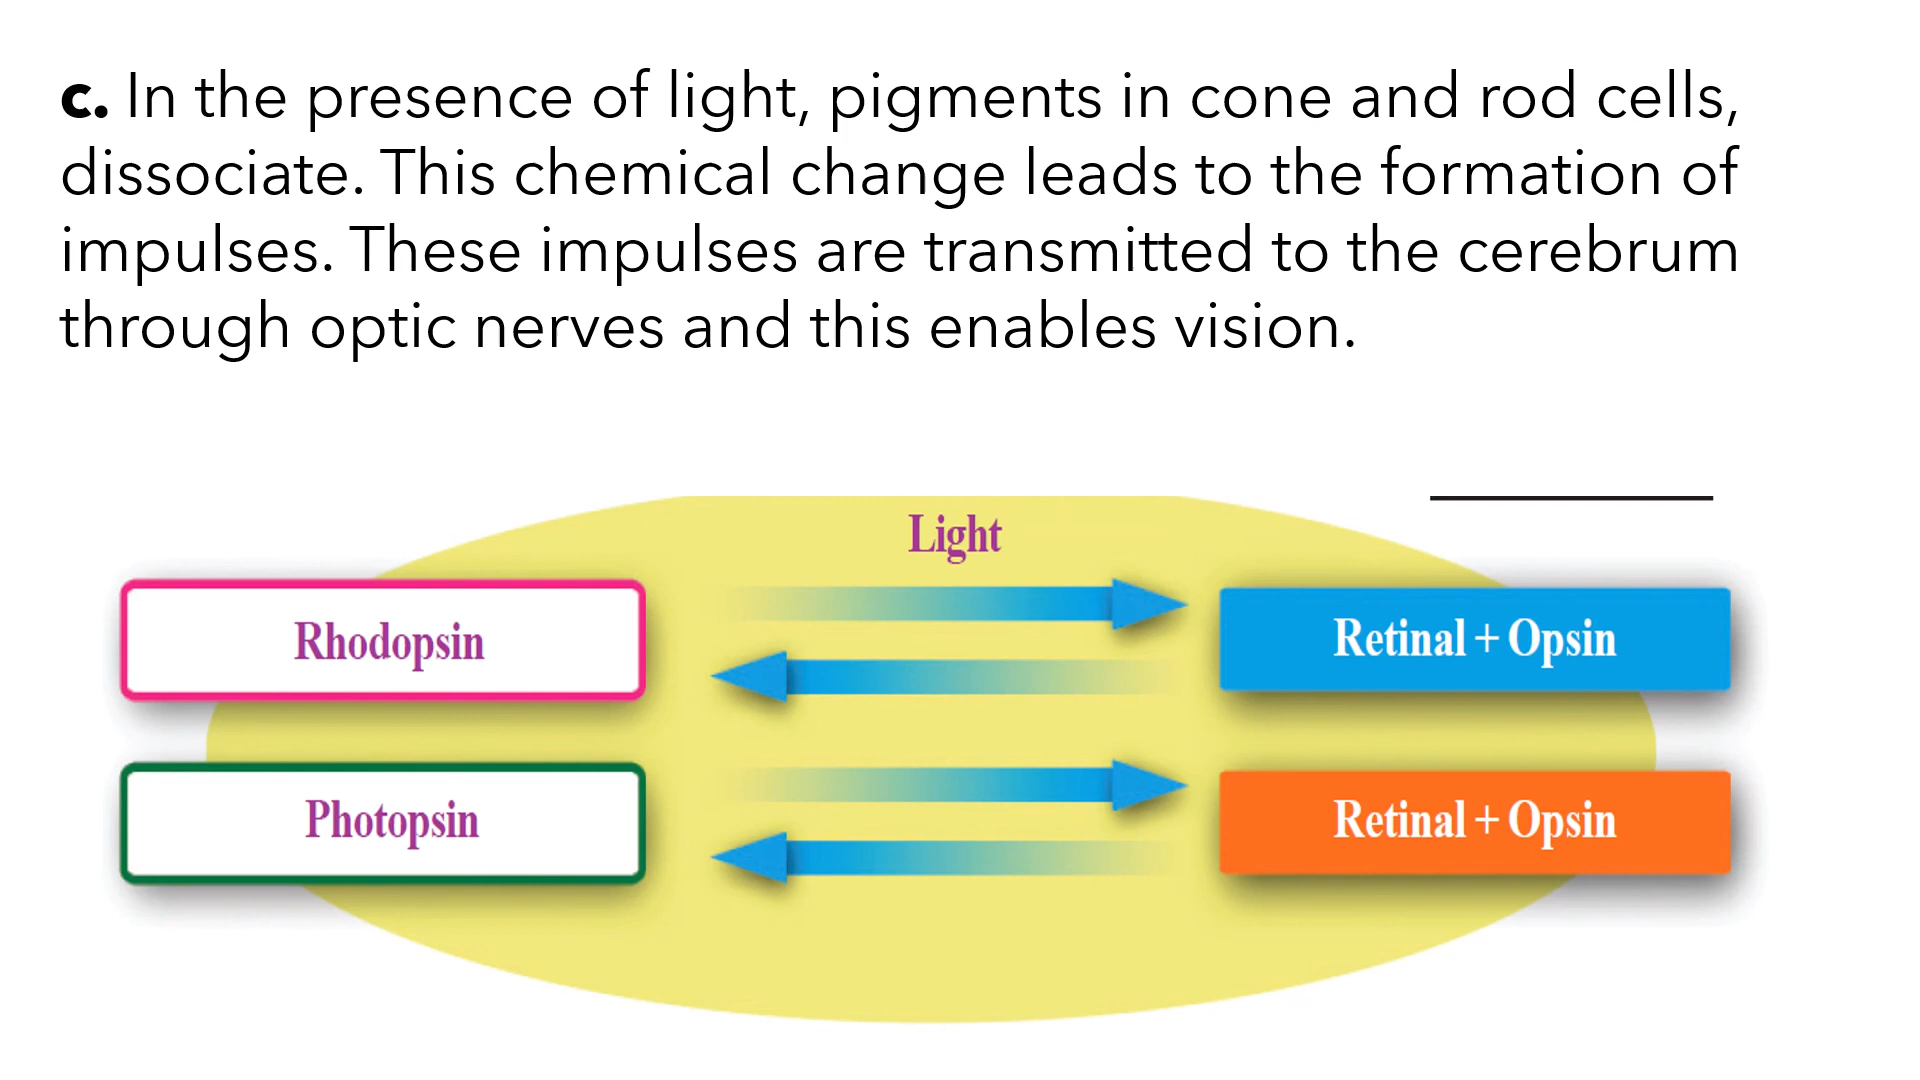 c. In the presence of light, pigments in cone and rod cells,
dissociate. This chemical change leads to the formation of
impulses. These impulses are transmitted to the cerebrum
through optic nerves and this enables vision.
Light
Rhodopsin
Retinal + Opsin
Photopsin
Retinal + Opsin